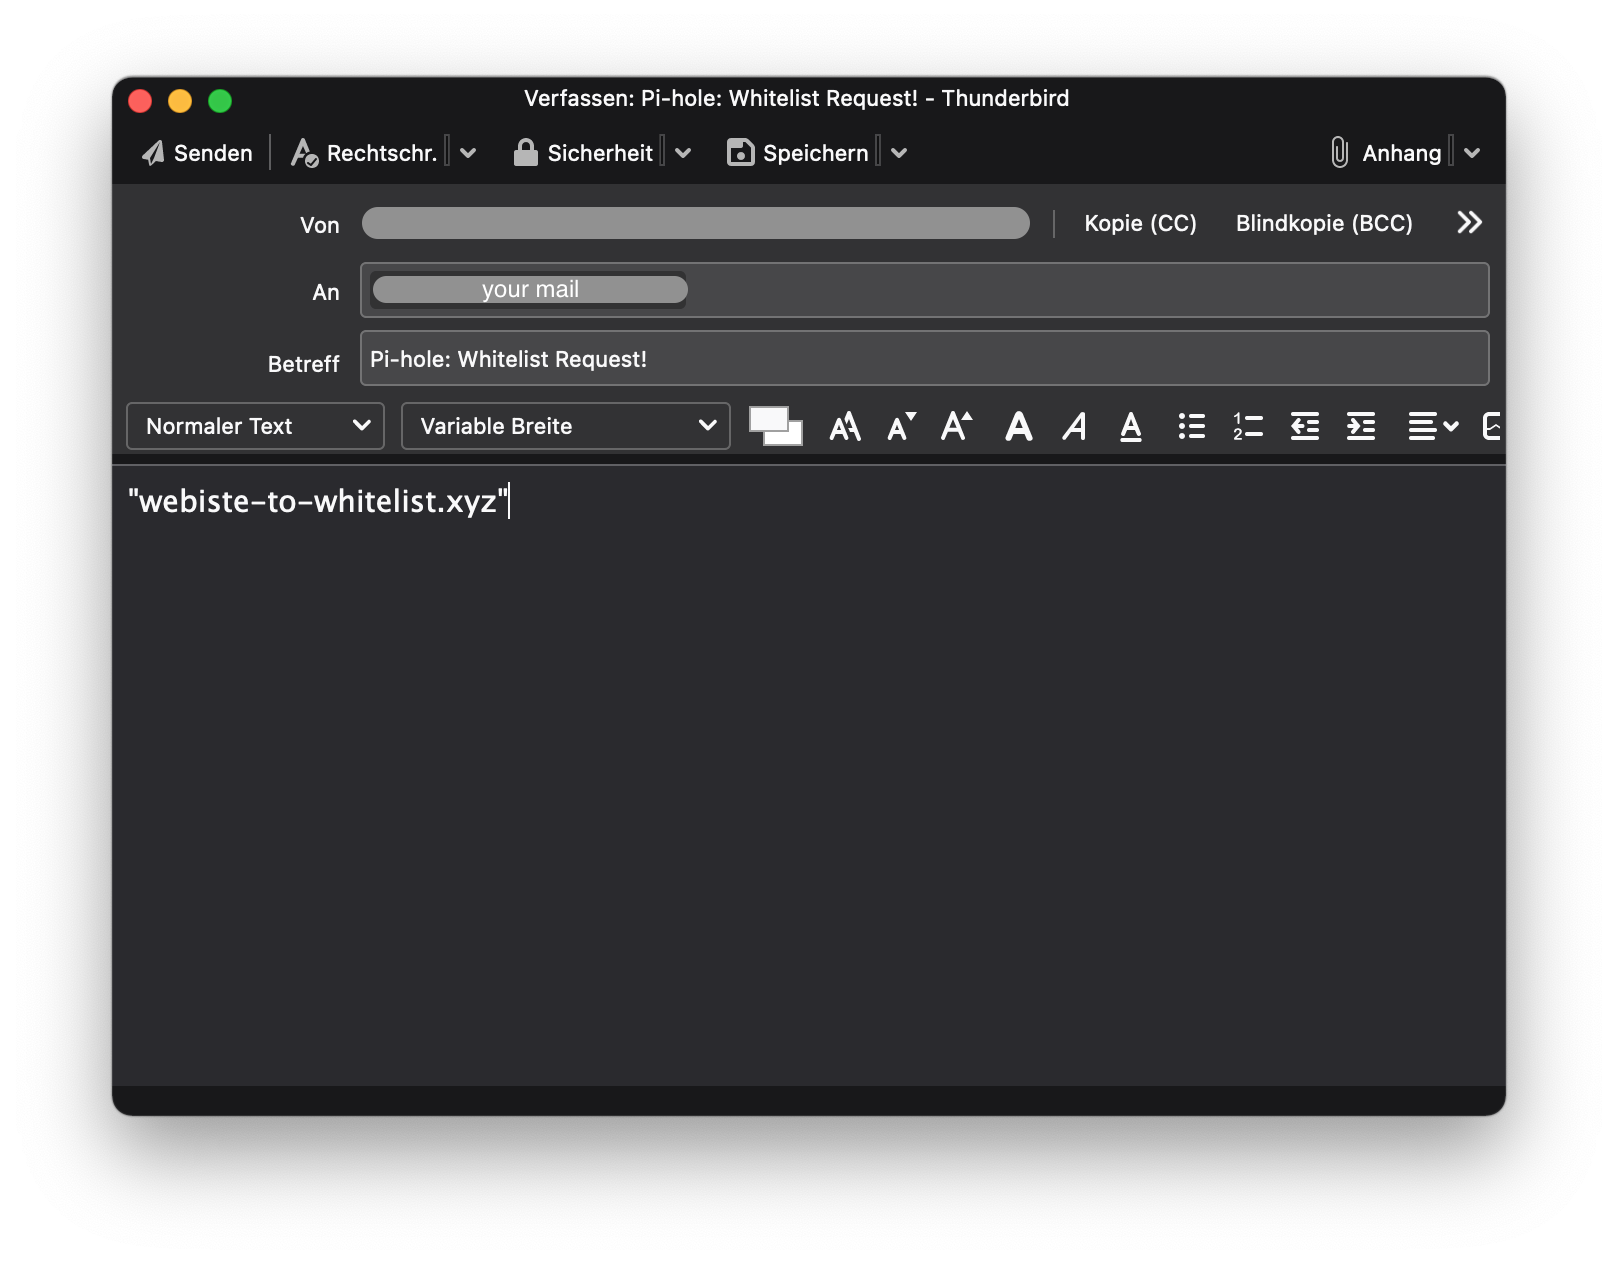 Verfassen: Pi-hole: Whitelist Request! - Thunderbird
Senden Rechtschr. Sicherheit Speichern Anhang
Von Kopie (CC) Blindkopie (BCC)
An your mail
Betreff Pi-hole: Whitelist Request!
Normaler Text Variable Breite
"webiste-to-whitelist.xyz"